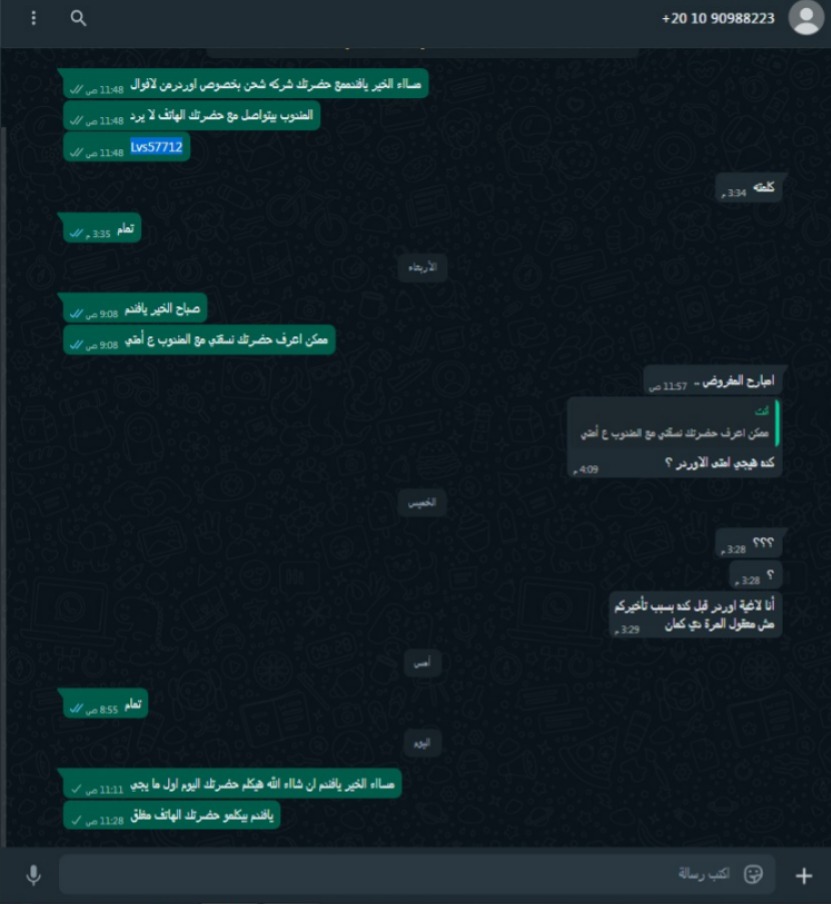 +20 10 90988223
مساء الخير يافندممع حضرتك شركه شحن بخصوص اوردرمن لافوال 11:48 ص
المندوب بيتواصل مع حضرتك الهاتف لا يرد 11:48 ص
Lvs57712 11:48 ص
كلمته 3:34 م
تمام 3:35 م
الأربعاء
صباح الخير يافندم 9:08 ص
ممكن اعرف حضرتك نسقتي مع المندوب ع أمتي 9:08 ص
امبارح المفروض .. 11:57 ص
أنت
ممكن اعرف حضرتك نسقتي مع المندوب ع أمتي
كده هيجي امتى الاوردر ؟ 4:09 م
الخميس
؟؟؟ 3:28 م
؟ 3:28 م
أنا لاغية اوردر قبل كده بسبب تأخيركم
مش معقول المرة دي كمان 3:29 م
أمس
تمام 8:55 ص
اليوم
مساء الخير يافندم ان شااء الله هيكلم حضرتك اليوم اول ما يجي 11:11 ص
يافندم بيكلمو حضرتك الهاتف مغلق 11:28 ص
اكتب رسالة